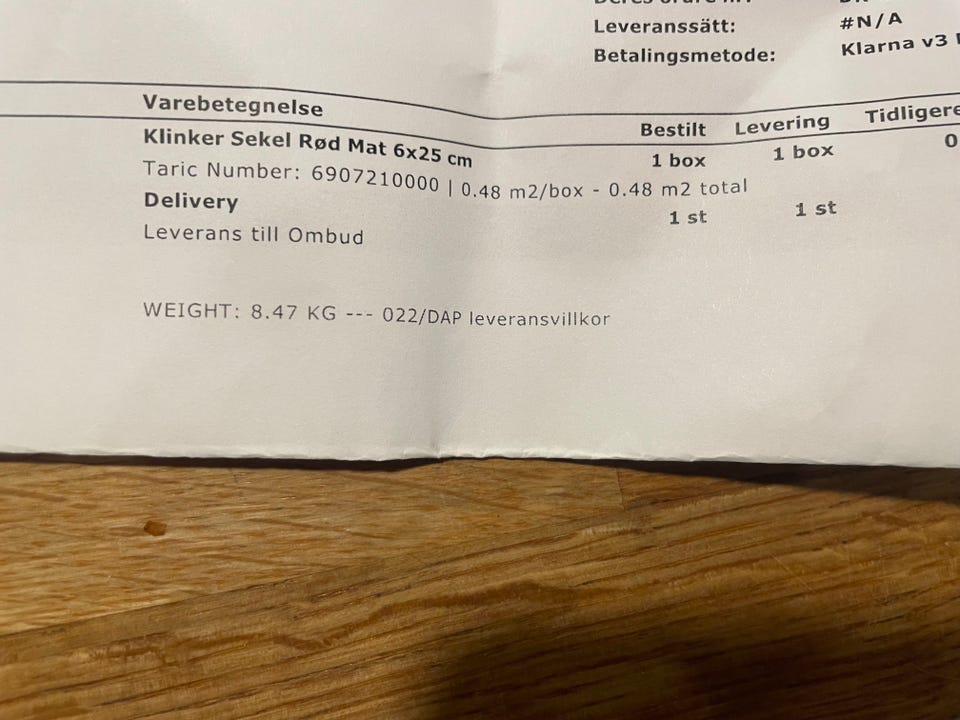 Leveranssätt: #N/A
Betalingsmetode: Klarna v3
Varebetegnelse Bestilt Levering Tidligere
Klinker Sekel Rød Mat 6x25 cm 1 box 1 box 0
Taric Number: 6907210000 | 0.48 m2/box - 0.48 m2 total
Delivery 1 st 1 st
Leverans till Ombud
WEIGHT: 8.47 KG --- 022/DAP leveransvillkor